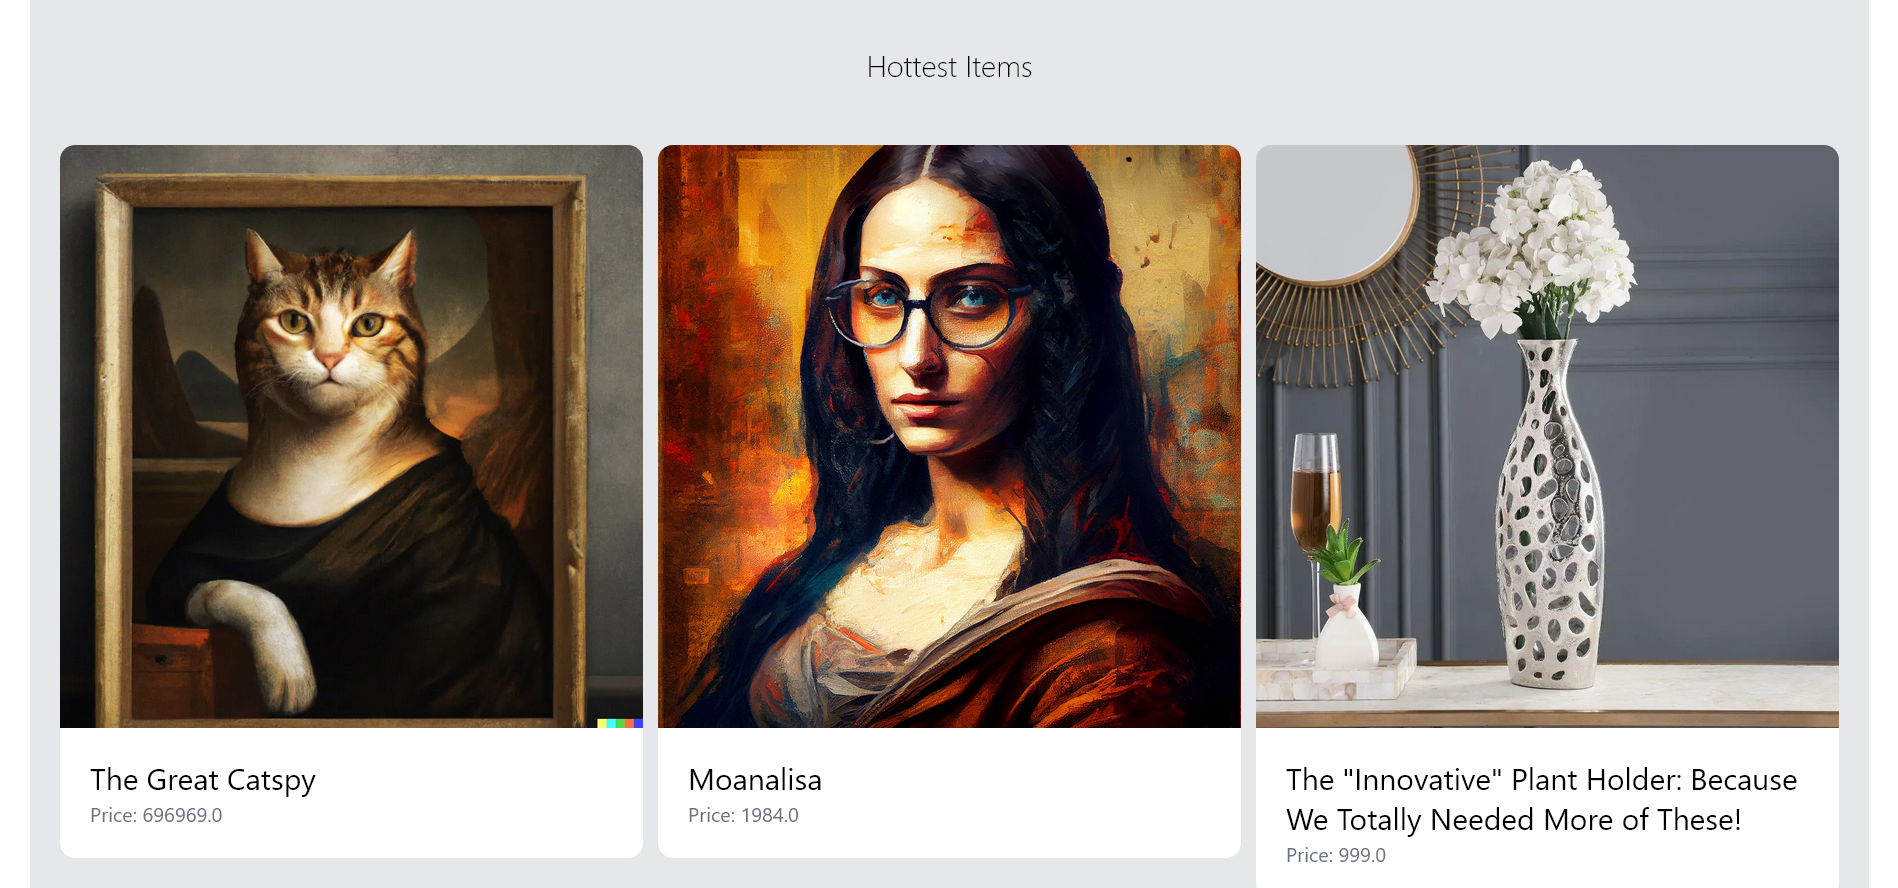 Hottest Items
The Great Catspy
Price: 696969.0
Moanalisa
Price: 1984.0
The "Innovative" Plant Holder: Because
We Totally Needed More of These!
Price: 999.0